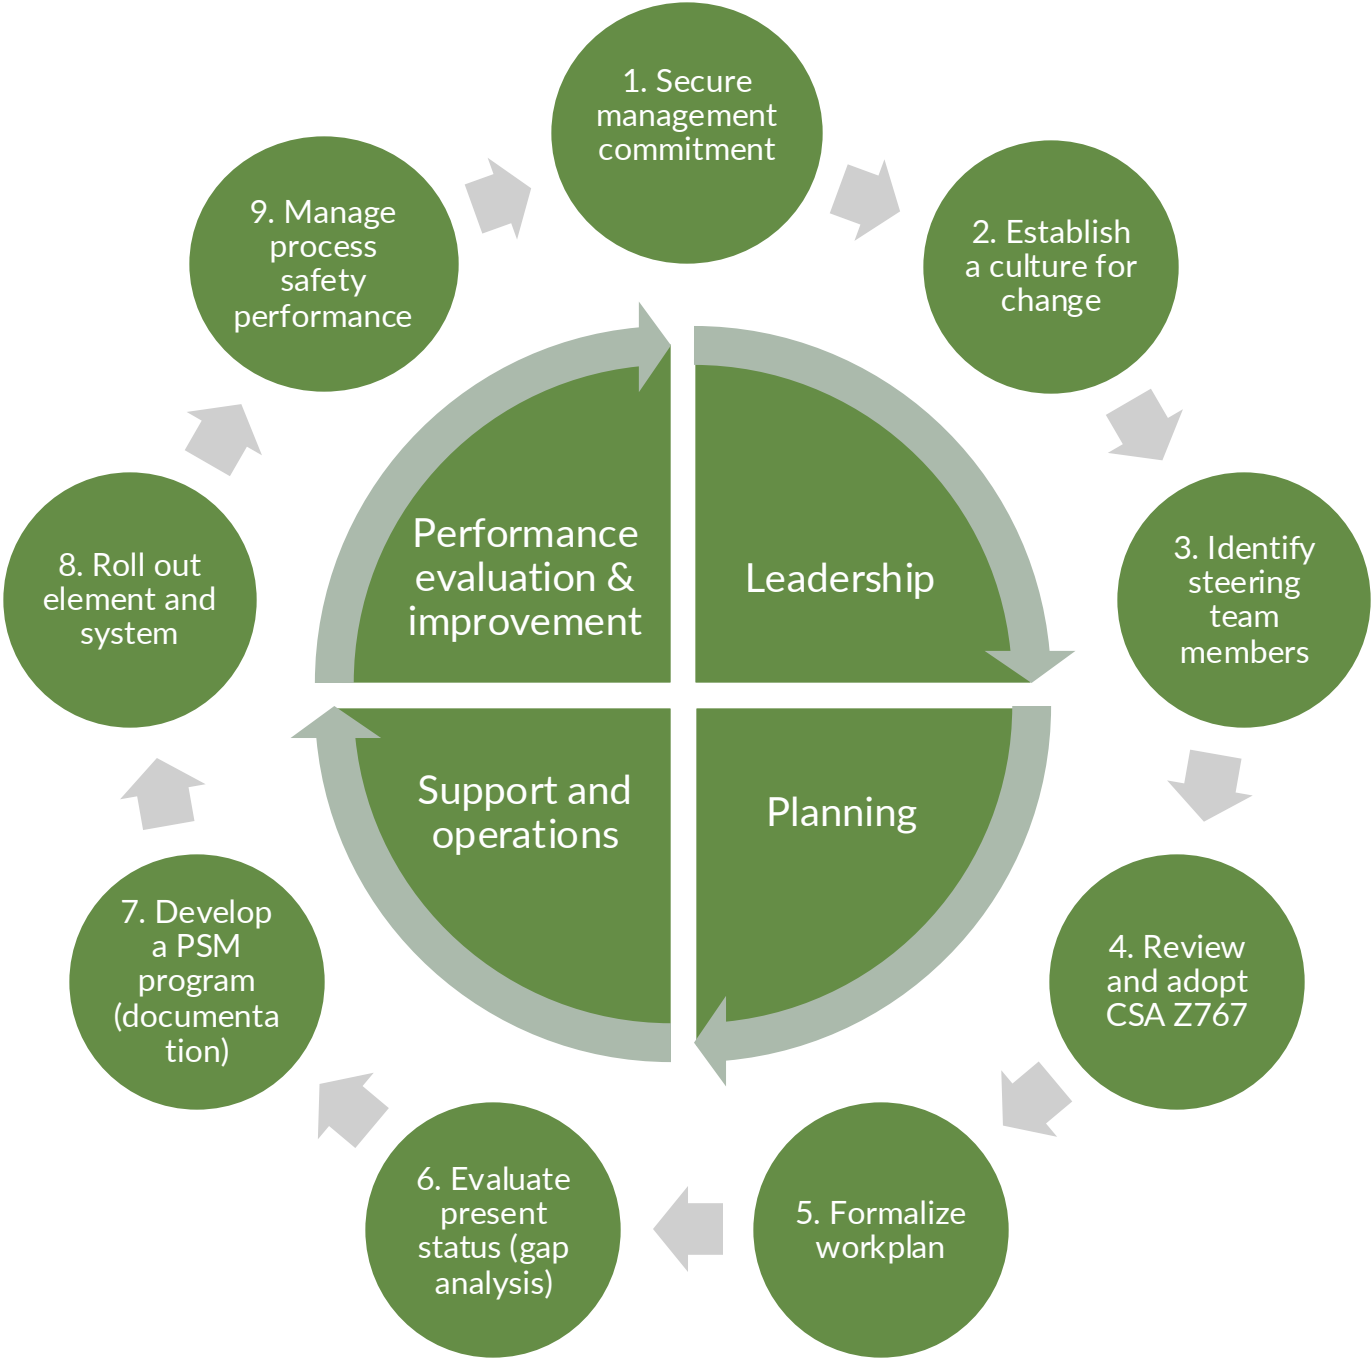 1. Secure
management
commitment
2. Establish
a culture for
change
3. Identify
steering
team
members
4. Review
and adopt
CSA Z767
5. Formalize
workplan
6. Evaluate
present
status (gap
analysis)
7. Develop
a PSM
program
(documenta
tion)
8. Roll out
element and
system
9. Manage
process
safety
performance
Leadership
Planning
Support and
operations
Performance
evaluation &
improvement